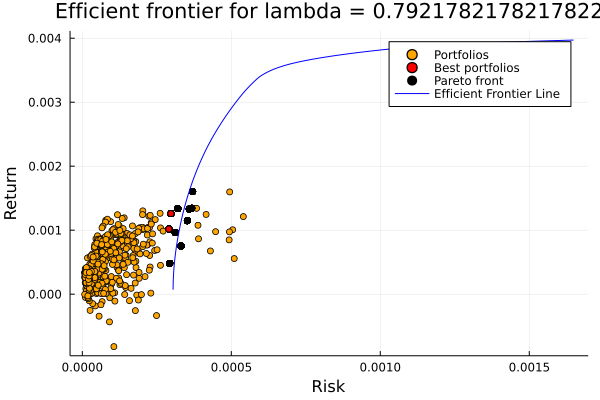 Efficient frontier for lambda = 0.7921782178217822
Return
0.004
0.003
0.002
0.001
0.000
Portfolios
Best portfolios
Pareto front
Efficient Frontier Line
0.0000
0.0005
0.0010
0.0015
Risk